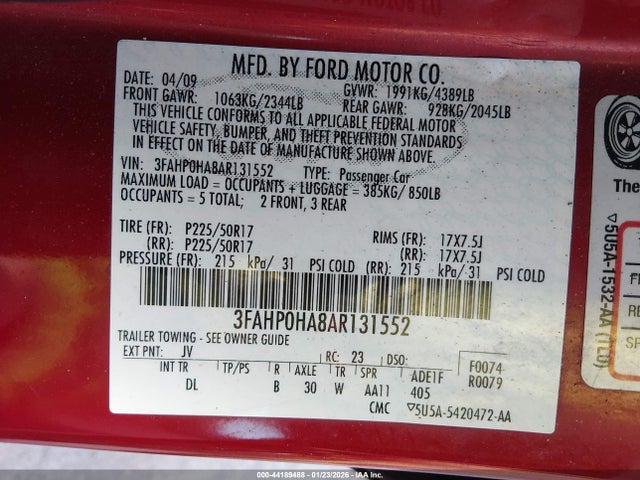 MFD. BY FORD MOTOR CO.
DATE: 04/09
GVWR: 1991KG/4389LB
FRONT GAWR: 1063KG/2344LB
REAR GAWR: 928KG/2045LB
THIS VEHICLE CONFORMS TO ALL APPLICABLE FEDERAL MOTOR
VEHICLE SAFETY, BUMPER, AND THEFT PREVENTION STANDARDS
IN EFFECT ON THE DATE OF MANUFACTURE SHOWN ABOVE.
VIN: 3FAHP0HA8AR131552 TYPE: Passenger Car
MAXIMUM LOAD = OCCUPANTS + LUGGAGE = 385KG/ 850LB
OCCUPANTS = 5 TOTAL; 2 FRONT, 3 REAR
TIRE (FR): P225/50R17 RIMS (FR): 17X7.5J
(RR): P225/50R17 (RR): 17X7.5J
PRESSURE (FR): 215 kPa/ 31 PSI COLD (RR): 215 kPa/31 PSI COLD
3FAHP0HA8AR131552
TRAILER TOWING - SEE OWNER GUIDE
EXT PNT: JV RC: 23 DSO: F0074
INT TR TP/PS R AXLE TR SPR ADE1F R0079
DL B 30 W AA11 405
CMC ▽5U5A-5420472-AA
The
▽5U5A-1532-AA (1L0)
RE
SP
000-44189488 (01/23/2026) IAA Inc.